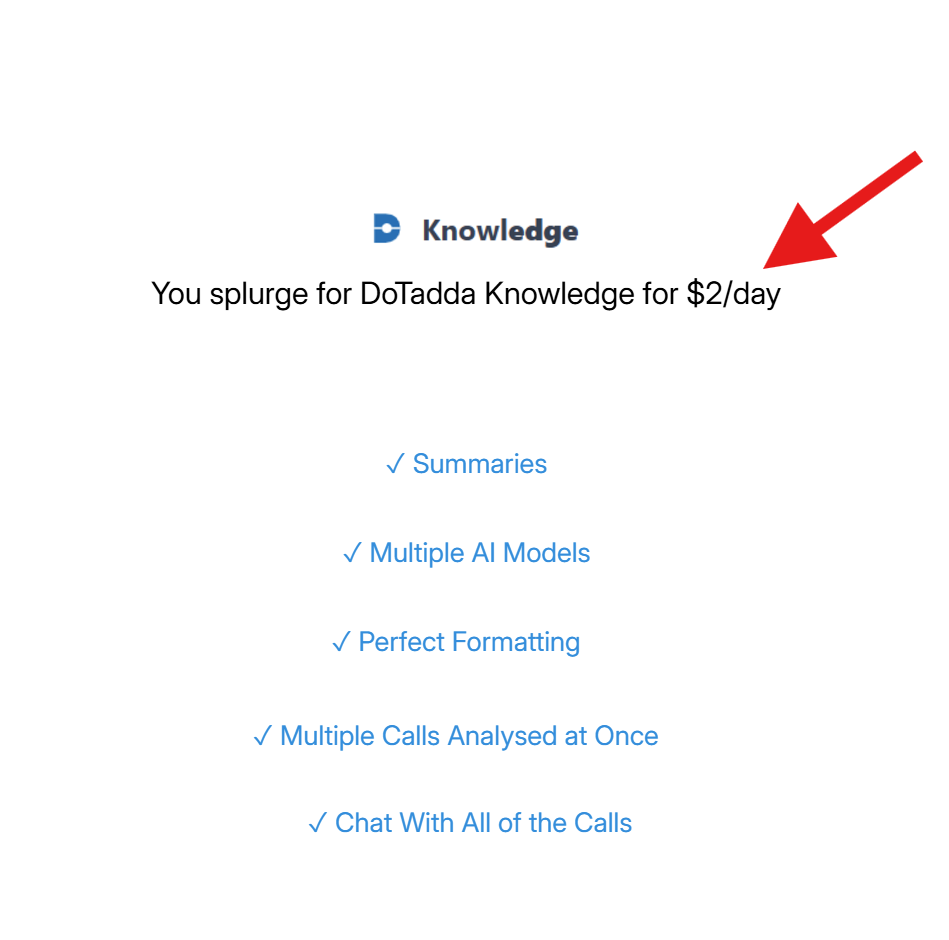 Knowledge
You splurge for DoTadda Knowledge for $2/day
✓ Summaries
✓ Multiple AI Models
✓ Perfect Formatting
✓ Multiple Calls Analysed at Once
✓ Chat With All of the Calls